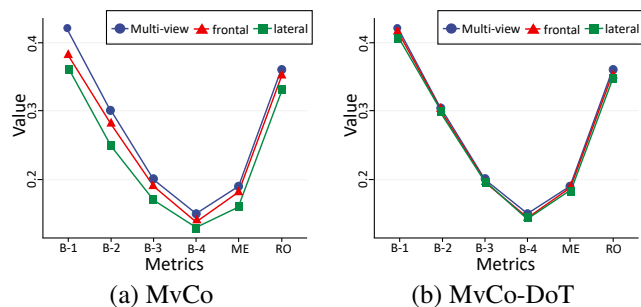 Multi-view frontal lateral
0.4
0.3
0.2
Value
B-1 B-2 B-3 B-4 ME RO
Metrics
(a) MvCo
Multi-view frontal lateral
0.4
0.3
0.2
Value
B-1 B-2 B-3 B-4 ME RO
Metrics
(b) MvCo-DoT